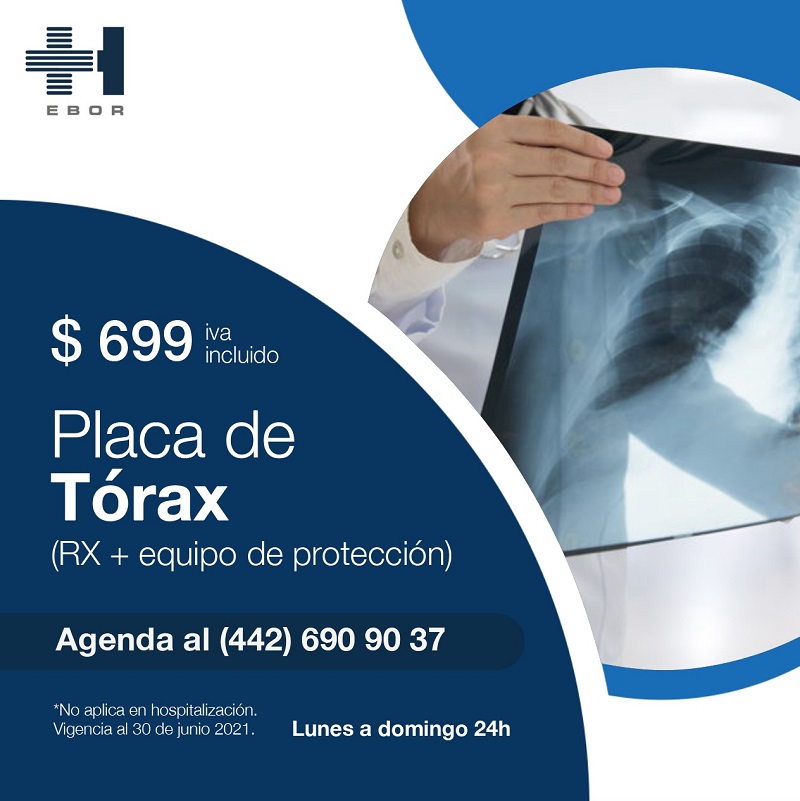 EBOR
$ 699 iva
incluido
Placa de
Tórax
(RX + equipo de protección)
Agenda al (442) 690 90 37
*No aplica en hospitalización.
Vigencia al 30 de junio 2021.
Lunes a domingo 24h